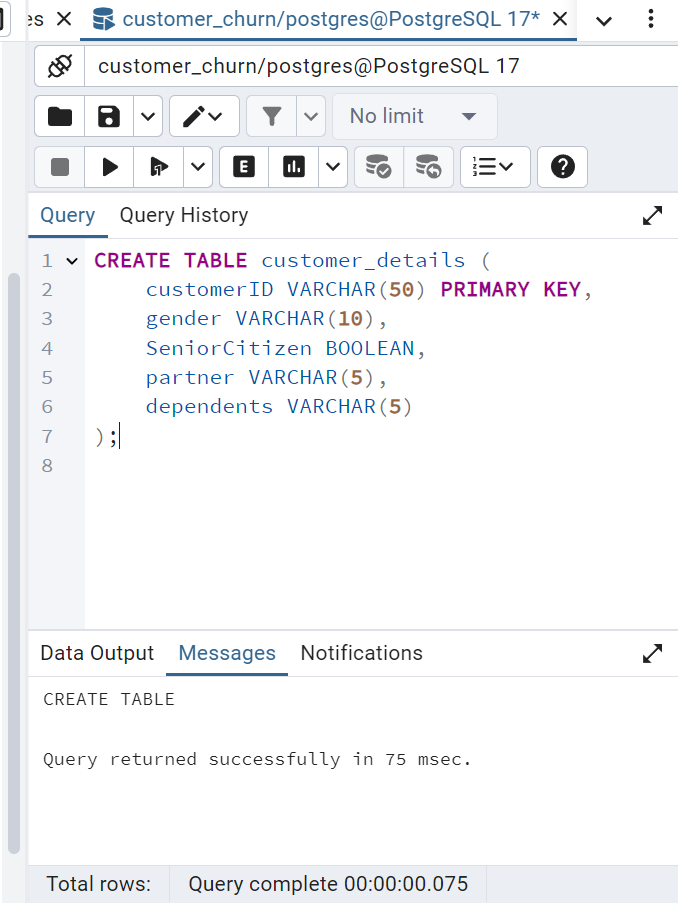 es
customer_churn/postgres@PostgreSQL 17*
customer_churn/postgres@PostgreSQL 17
No limit
E
Query Query History
1 CREATE TABLE customer_details (
2     customerID VARCHAR(50) PRIMARY KEY,
3     gender VARCHAR(10),
4     SeniorCitizen BOOLEAN,
5     partner VARCHAR(5),
6     dependents VARCHAR(5)
7 );
8
Data Output Messages Notifications
CREATE TABLE
Query returned successfully in 75 msec.
Total rows: Query complete 00:00:00.075